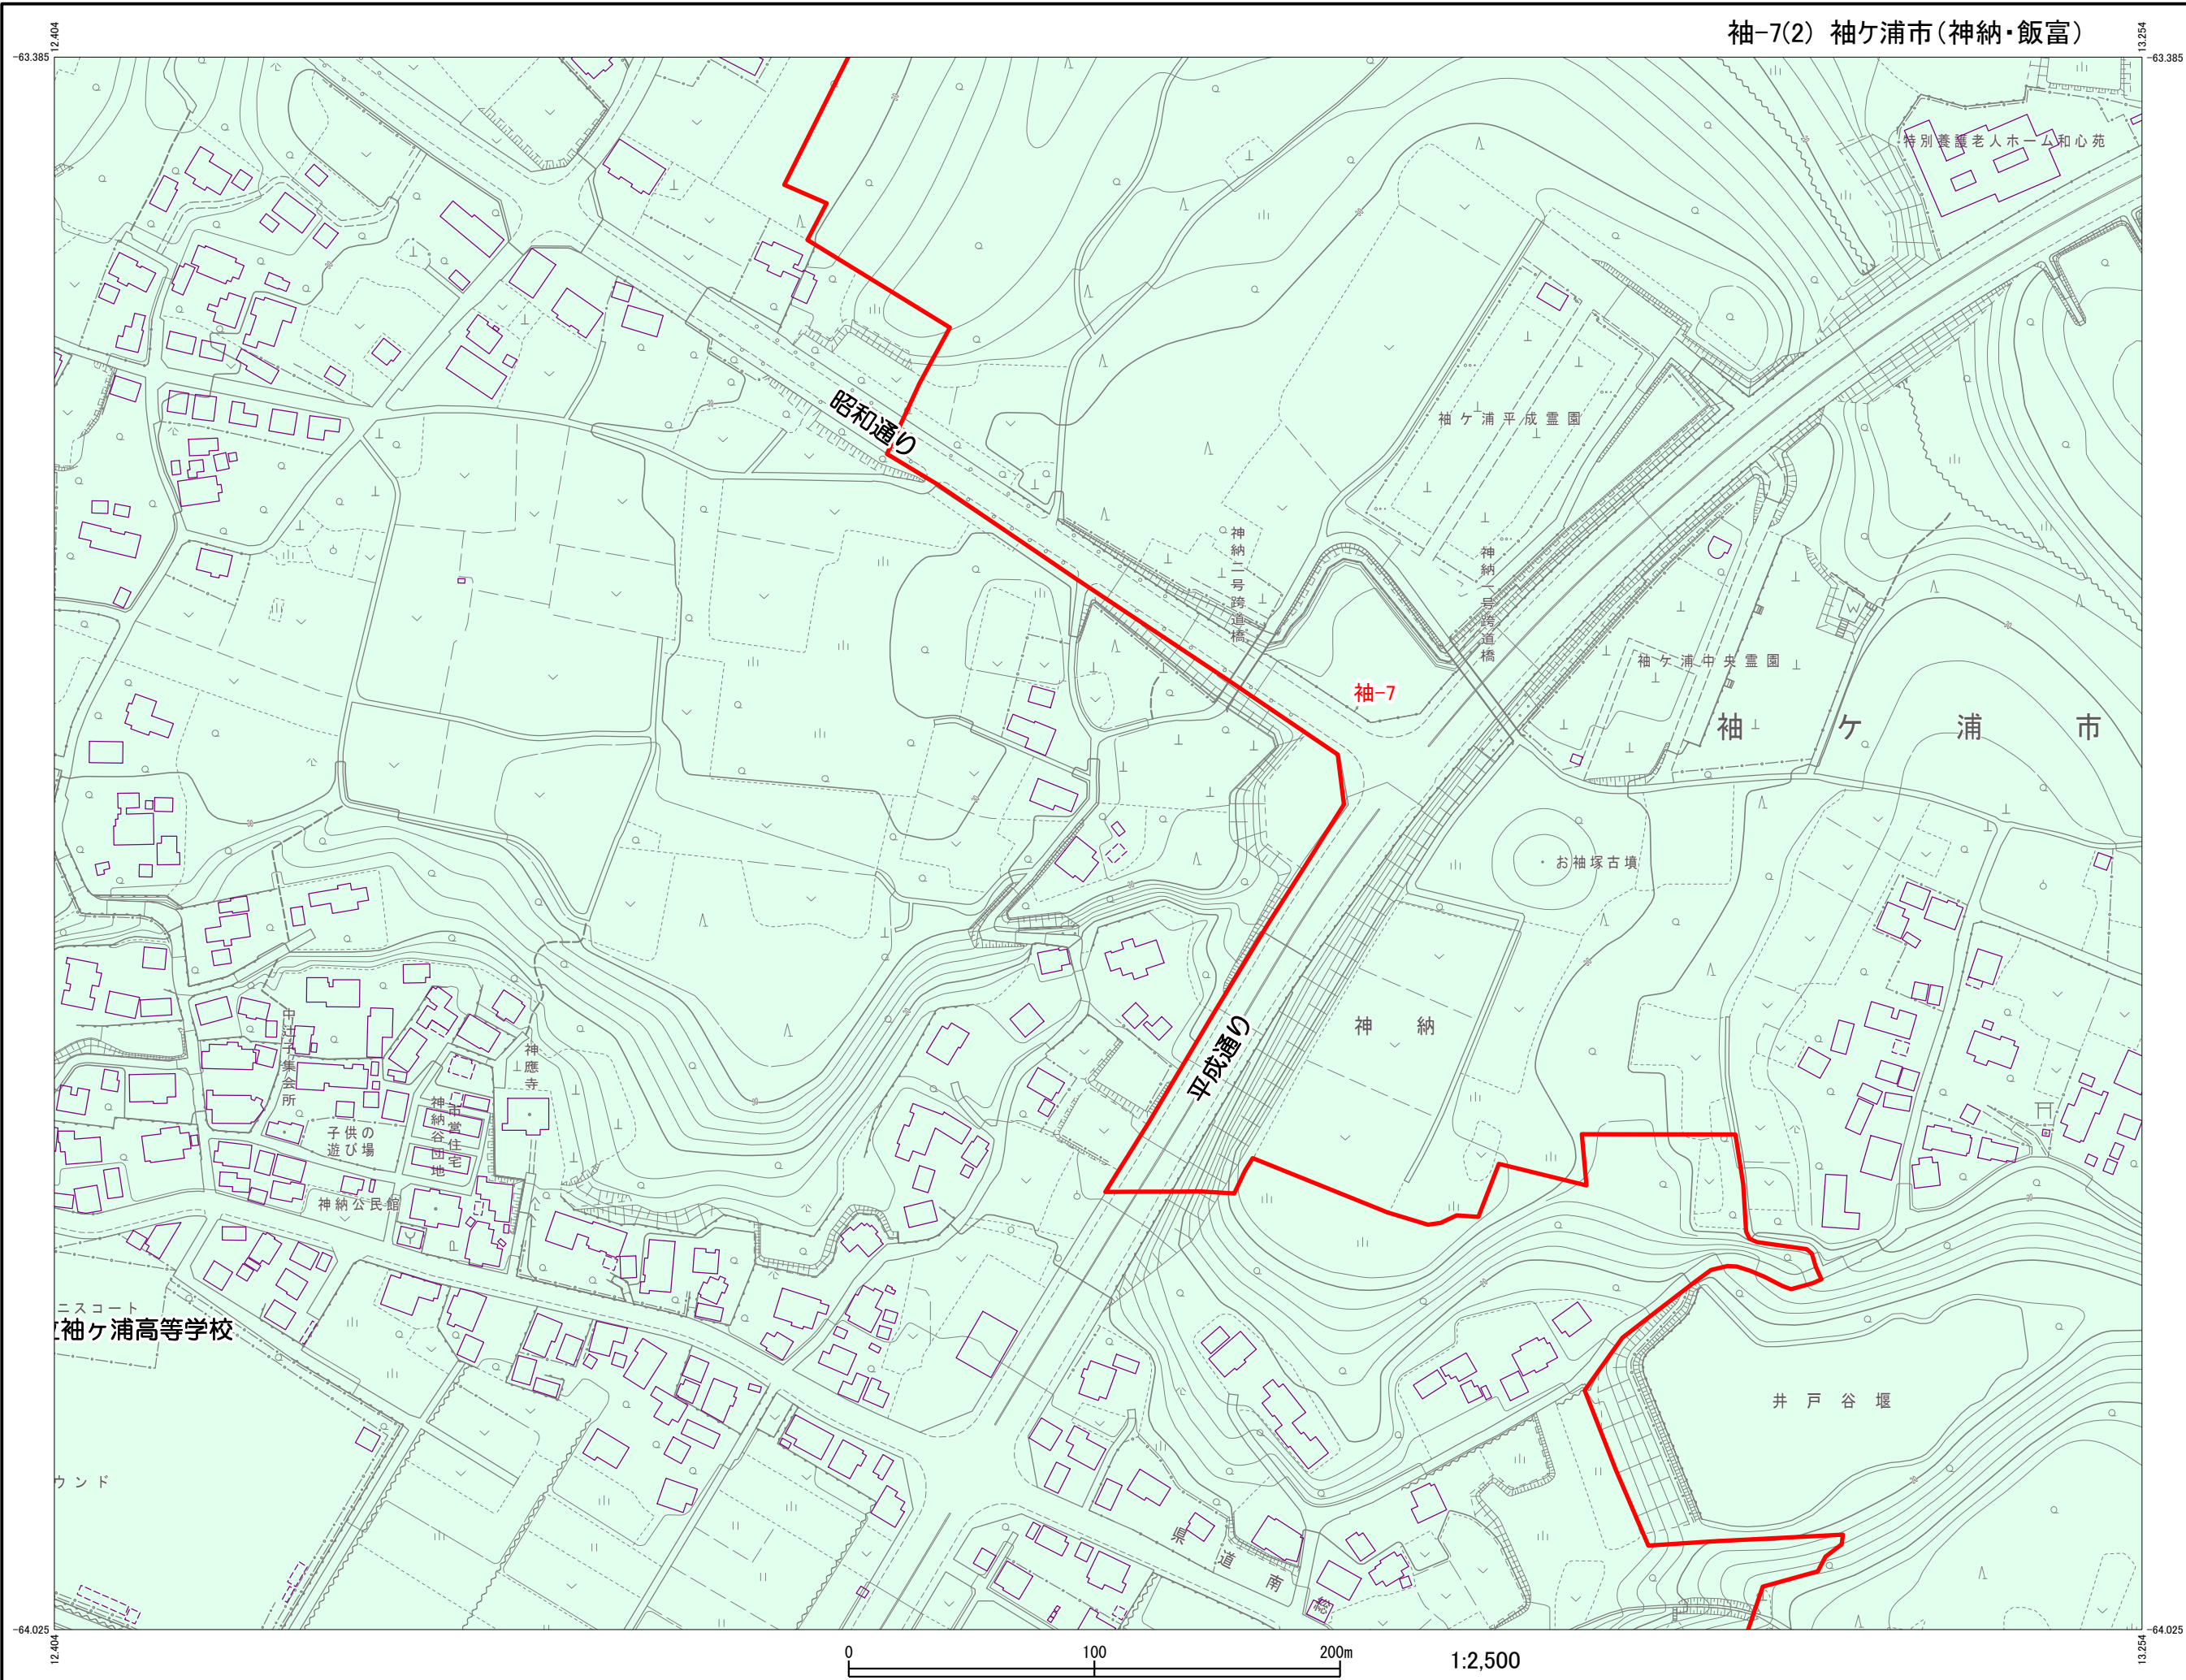 袖-7(2) 袖ケ浦市(神納・飯富)
12.404
13.254
-63.385
-63.385
特別養護老人ホーム和心苑
昭和通り
袖ケ浦平成霊園
神納二号跨道橋
神納一号跨道橋
袖ケ浦中央霊園
袖-7
袖ケ浦市
お袖塚古墳
神納
平成通り
中辻子集会所
神應寺
市営住宅
神納谷団地
子供の
遊び場
神納公民館
ニスコート
袖ヶ浦高等学校
井戸谷堰
ウンド
県道南総
-64.025
-64.025
12.404
13.254
0 100 200m
1:2,500